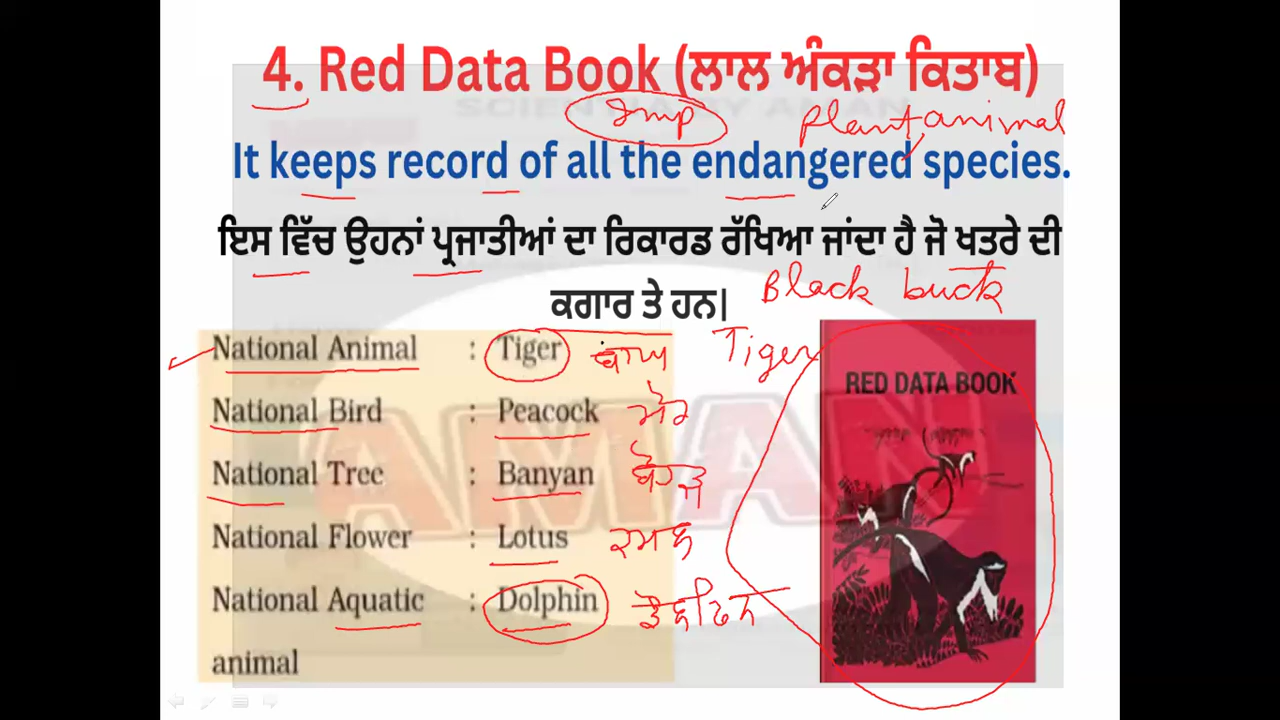 4. Red Data Book (ਲਾਲ ਅੰਕੜਾ ਕਿਤਾਬ)
Imp plant, animal
It keeps record of all the endangered species.
ਇਸ ਵਿੱਚ ਉਹਨਾਂ ਪ੍ਰਜਾਤੀਆਂ ਦਾ ਰਿਕਾਰਡ ਰੱਖਿਆ ਜਾਂਦਾ ਹੈ ਜੋ ਖਤਰੇ ਦੀ
ਕਗਾਰ ਤੇ ਹਨ|
Black buck
National Animal : Tiger ਬਾਘ Tiger
National Bird : Peacock ਮੋਰ
National Tree : Banyan ਬੋਹੜ
National Flower : Lotus ਕਮਲ
National Aquatic : Dolphin ਡੌਲਫਿਨ
animal
RED DATA BOOK
AMAN